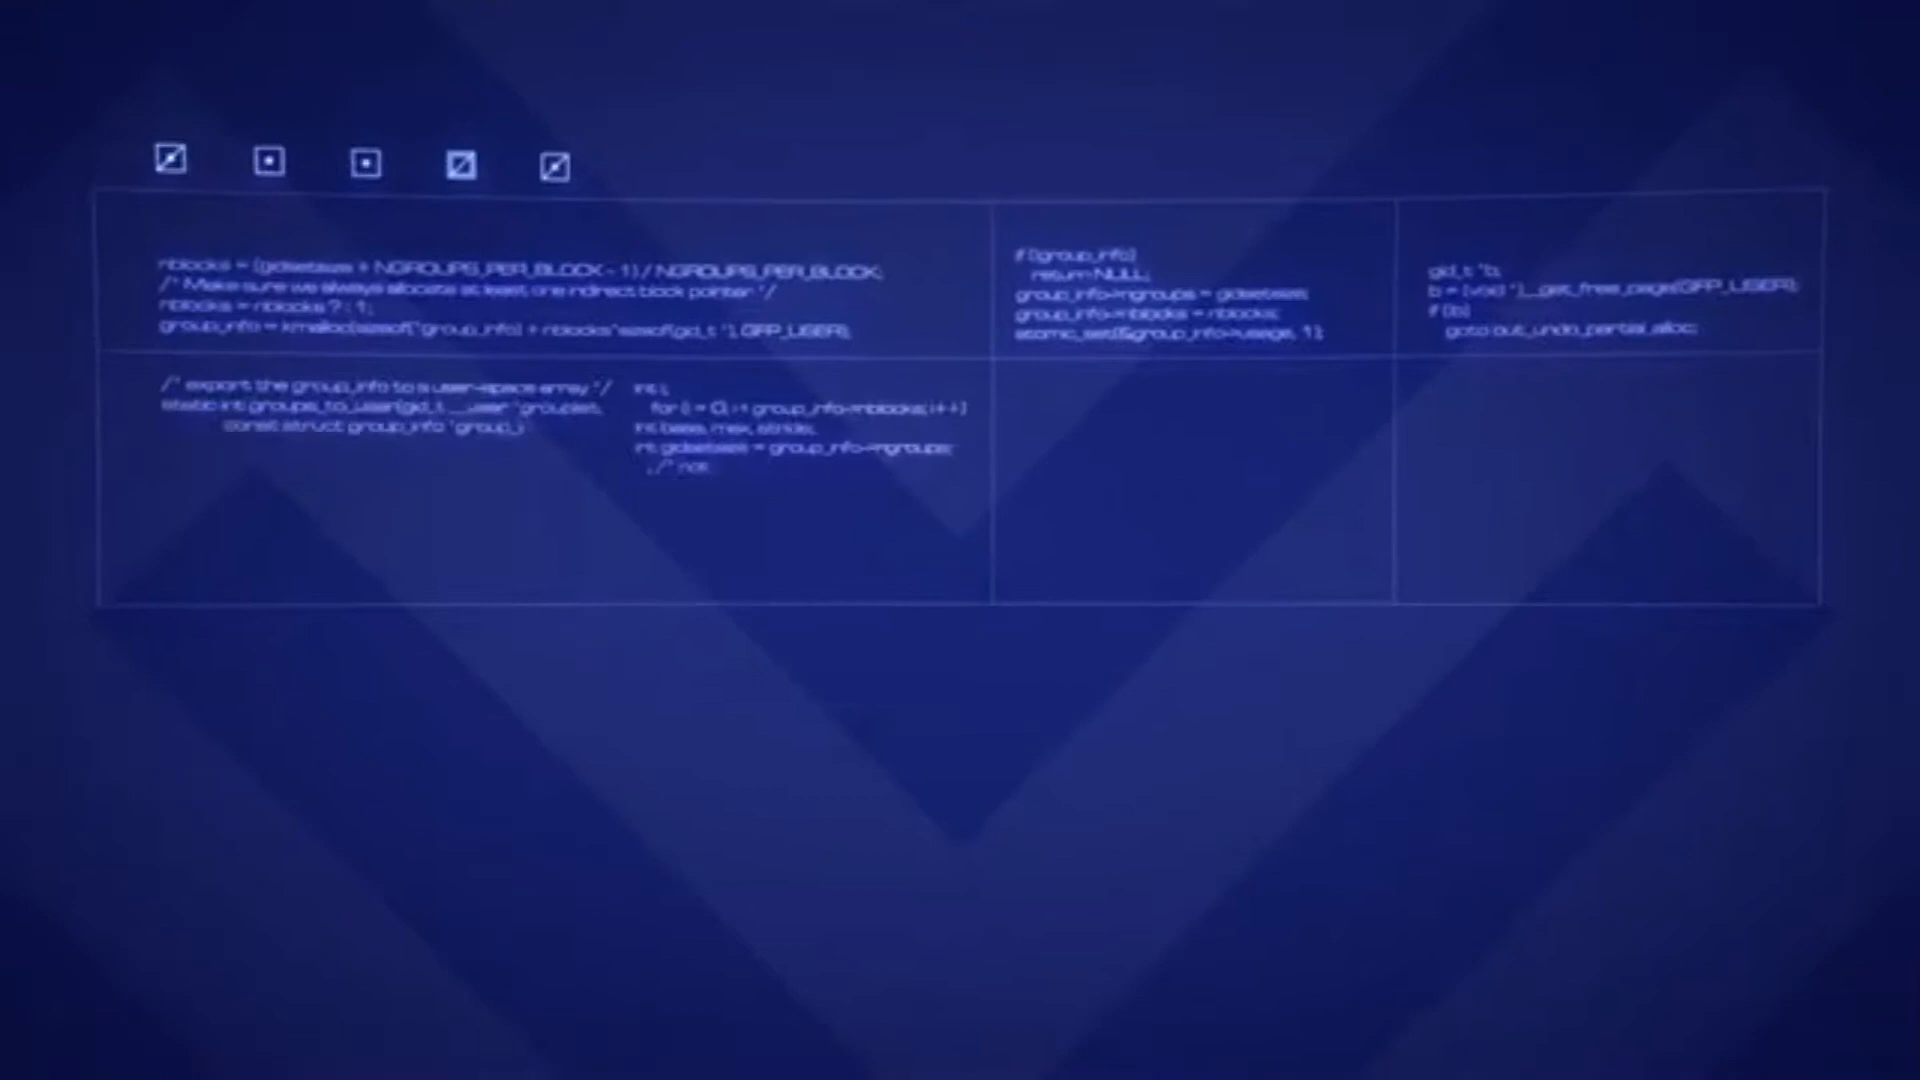 nblocks = (gidsetsize + NGROUPS_PER_BLOCK - 1) / NGROUPS_PER_BLOCK;
/* Make sure we always allocate at least one indirect block pointer */
nblocks = nblocks ? : 1;
group_info = kmalloc(sizeof(*group_info) + nblocks*sizeof(gid_t *), GFP_USER);
if (!group_info)
return NULL;
group_info->ngroups = gidsetsize;
group_info->nblocks = nblocks;
atomic_set(&group_info->usage, 1);
gid_t *b;
b = (void *)__get_free_page(GFP_USER);
if (!b)
goto out_undo_partial_alloc;
/* export the group_info to a user-space array */
static int groups_to_user(gid_t __user *grouplist,
const struct group_info *group_i
int i;
for (i = 0; i < group_info->nblocks; i++)
int base, max, stride;
int gidsetsize = group_info->ngroups;
/* not